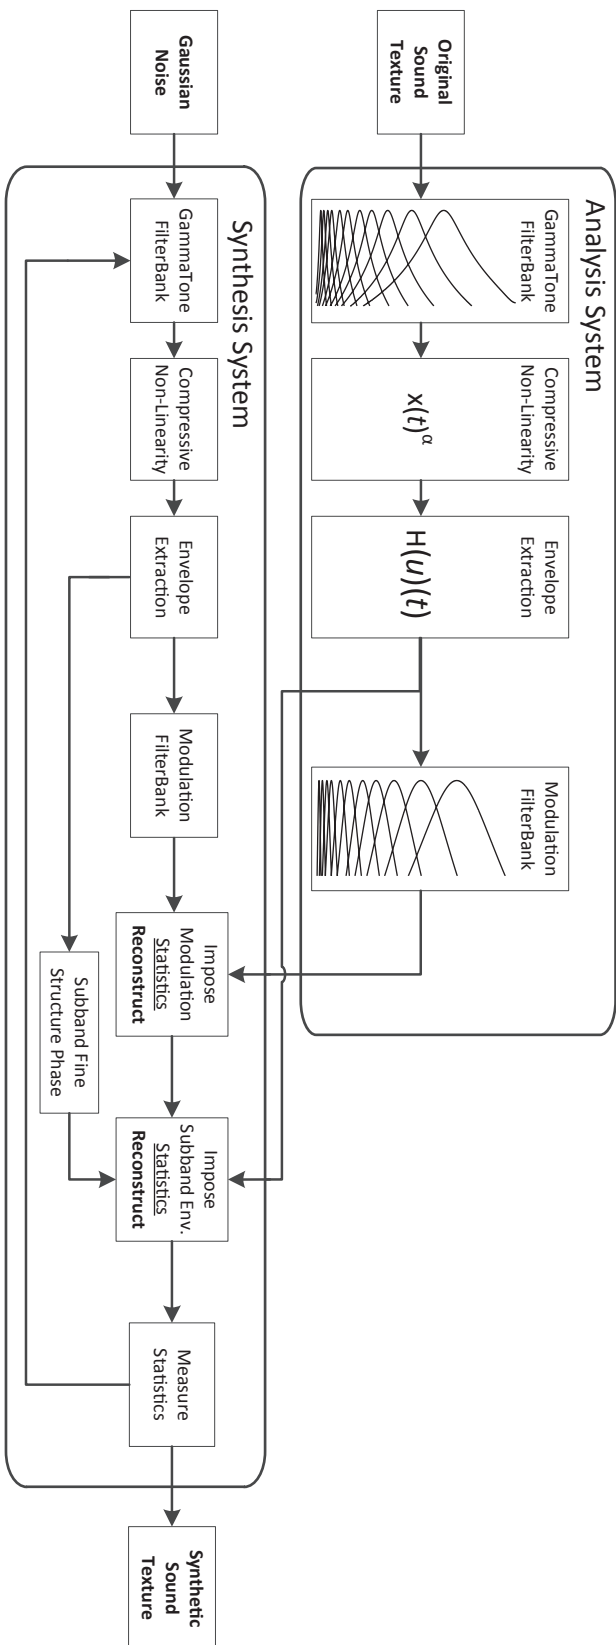 Analysis System
Original
Sound
Texture
GammaTone
FilterBank
Compressive
Non-Linearity
x(t)^α
Envelope
Extraction
H(u)(t)
Modulation
FilterBank
Synthesis System
Gaussian
Noise
GammaTone
FilterBank
Compressive
Non-Linearity
Envelope
Extraction
Modulation
FilterBank
Impose
Modulation
Statistics
Reconstruct
Impose
Subband Env.
Statistics
Reconstruct
Measure
Statistics
Subband Fine
Structure Phase
Synthetic
Sound
Texture